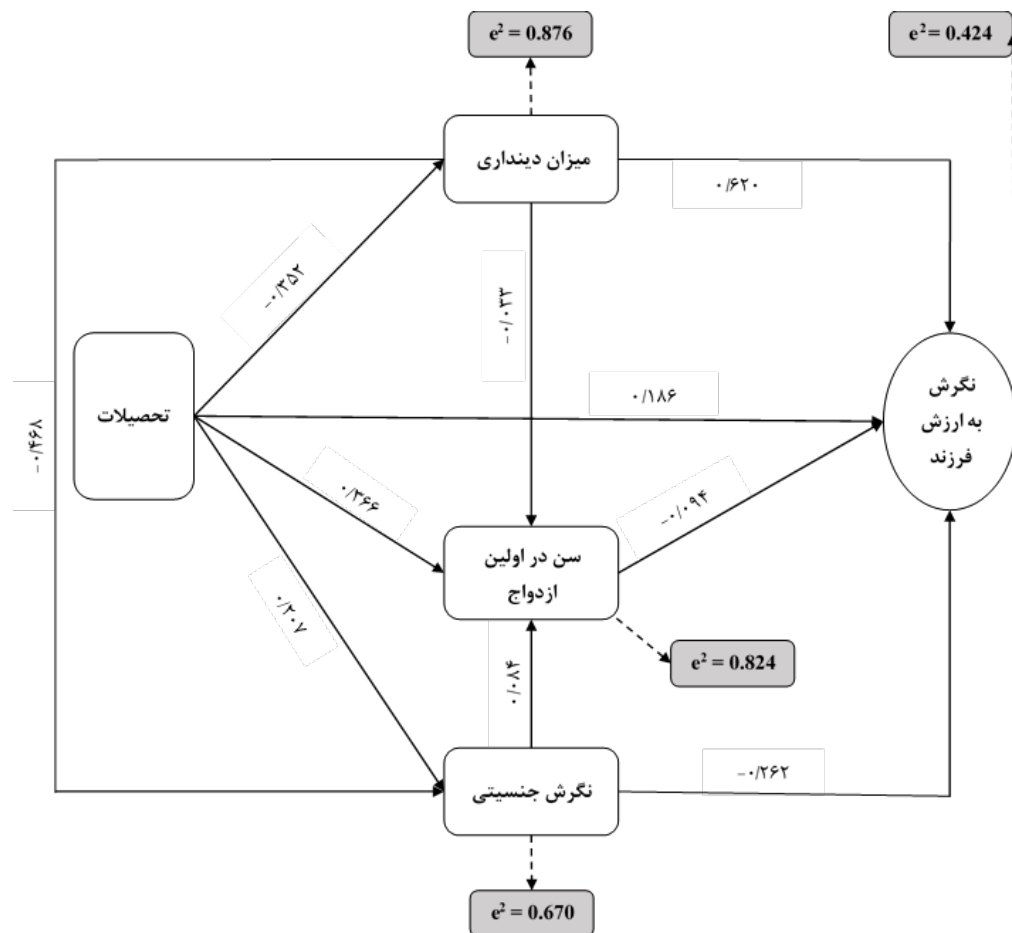 e² = 0.876
e² = 0.424
میزان دینداری
۰/۶۲۰
–۰/۳۵۲
–۰/۰۳۳
تحصیلات
۰/۱۸۶
نگرش
به ارزش
فرزند
–۰/۴۶۸
۰/۳۶۶
–۰/۰۹۴
سن در اولین
ازدواج
۰/۲۰۷
e² = 0.824
۰/۰۸۴
نگرش جنسیتی
–۰/۲۶۲
e² = 0.670